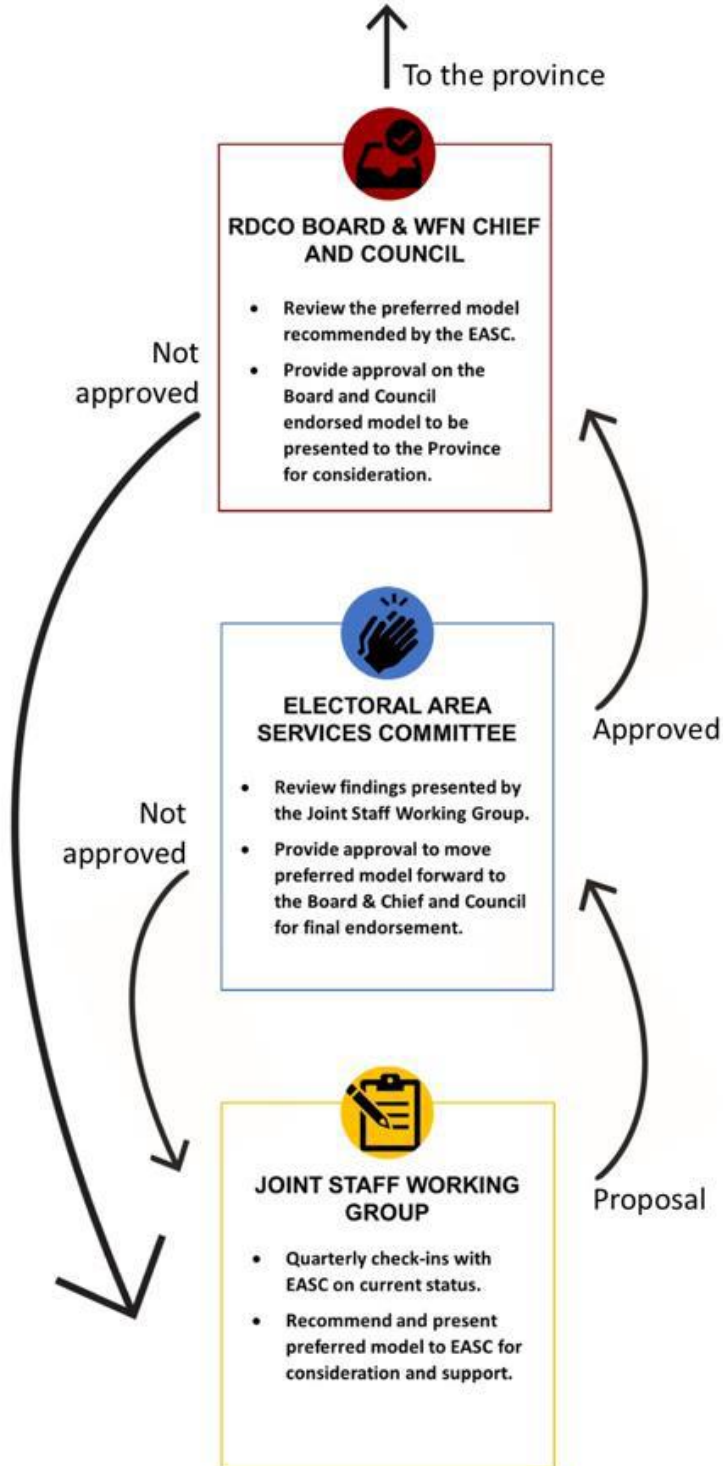 To the province
RDCO BOARD & WFN CHIEF
AND COUNCIL
• Review the preferred model
recommended by the EASC.
• Provide approval on the
Board and Council
endorsed model to be
presented to the Province
for consideration.
Not
approved
ELECTORAL AREA
SERVICES COMMITTEE
• Review findings presented by
the Joint Staff Working Group.
• Provide approval to move
preferred model forward to
the Board & Chief and Council
for final endorsement.
Approved
Not
approved
JOINT STAFF WORKING
GROUP
• Quarterly check-ins with
EASC on current status.
• Recommend and present
preferred model to EASC for
consideration and support.
Proposal